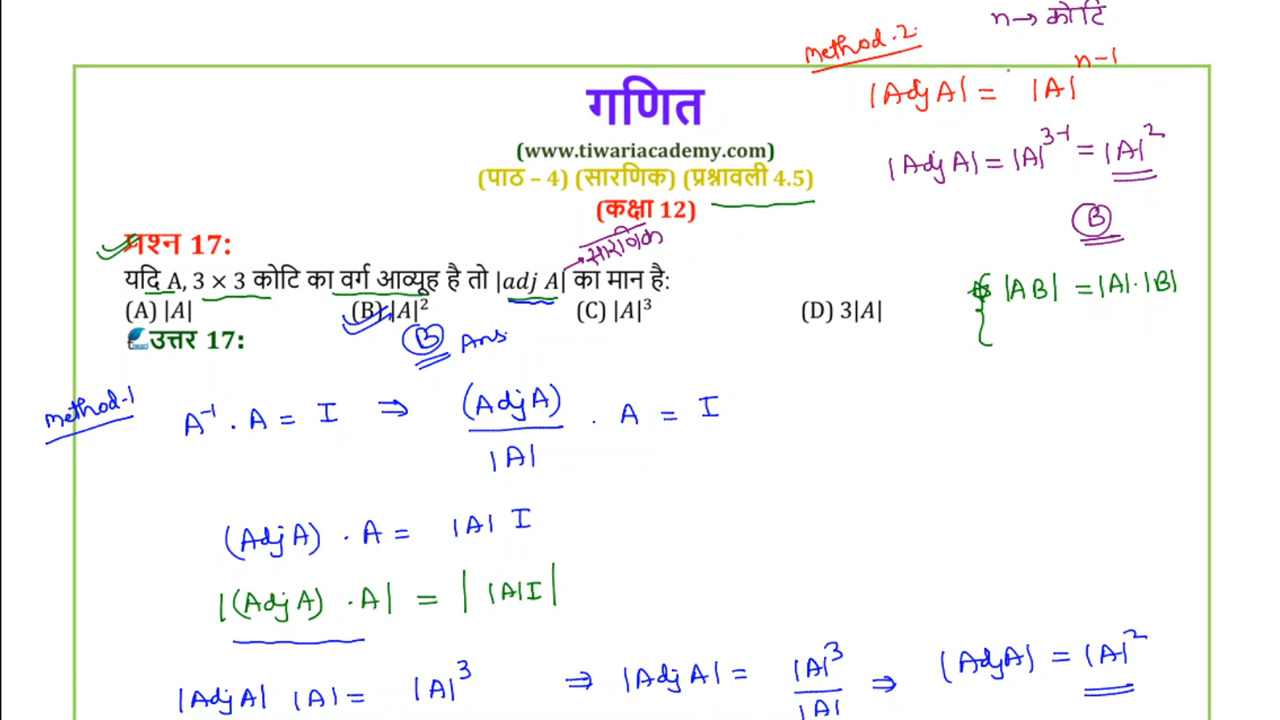 n → कोटि
Method-2
|Adj A| = |A|^{n-1}
गणित
(www.tiwariacademy.com)
|Adj A| = |A|^{3-1} = |A|^2
(पाठ – 4) (सारणिक) (प्रश्नावली 4.5)
(कक्षा 12)
B
प्रश्न 17:
सारणिक
यदि A, 3 × 3 कोटि का वर्ग आव्यूह है तो |adj A| का मान है:
|AB| = |A|·|B|
(A) |A| (B) |A|^2 (C) |A|^3 (D) 3|A|
उत्तर 17:
B Ans
Method-1
A^{-1} . A = I ⇒ (Adj A)/|A| . A = I
(Adj A) . A = |A| I
|(Adj A) . A| = | |A| I |
|Adj A| |A| = |A|^3 ⇒ |Adj A| = |A|^3/|A| ⇒ |Adj A| = |A|^2